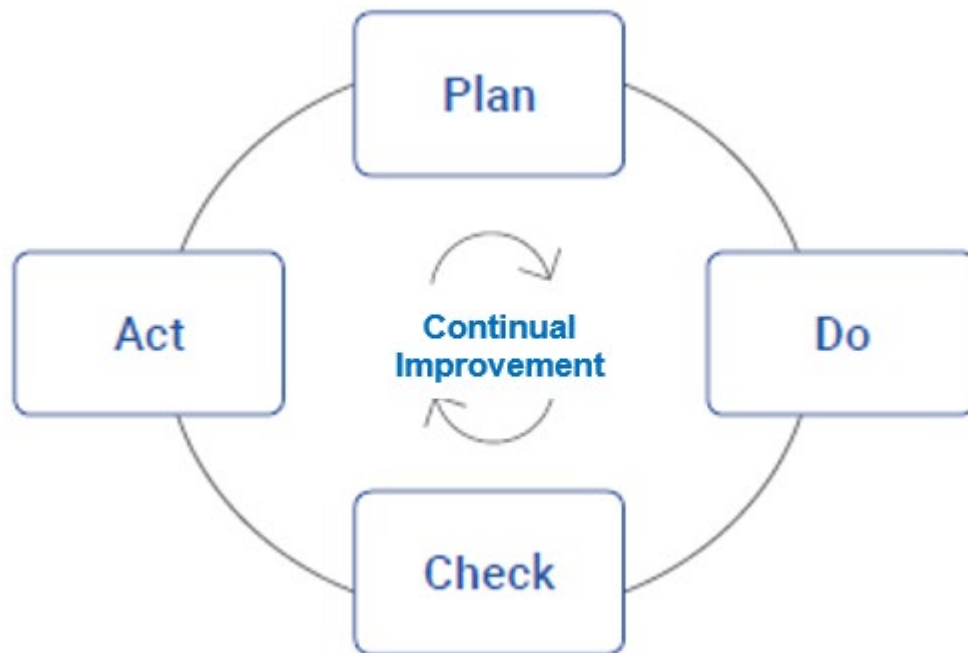 Plan
Act
Continual
Improvement
Do
Check